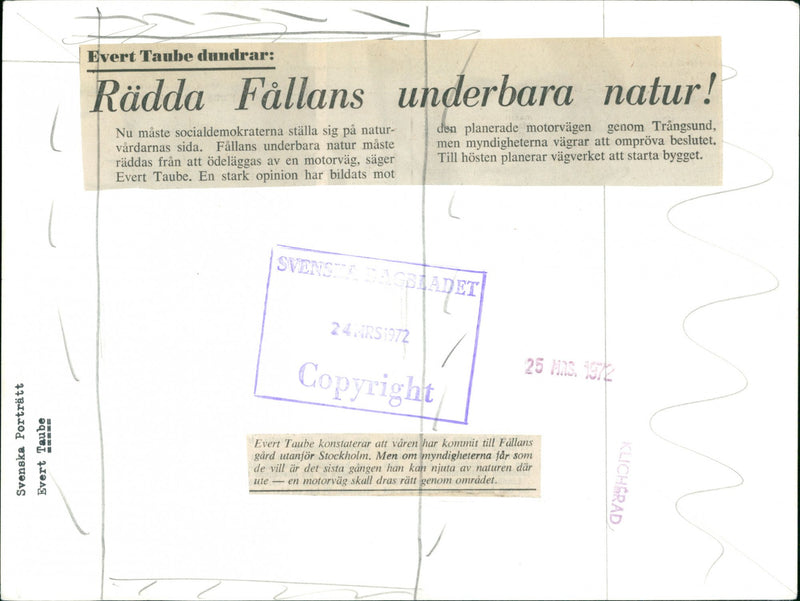 Evert Taube dundrar:
Rädda Fållans underbara natur!
Nu måste socialdemokraterna ställa sig på natur-
vårdarnas sida. Fållans underbara natur måste
räddas från att ödeläggas av en motorväg, säger
Evert Taube. En stark opinion har bildats mot
den planerade motorvägen genom Trångsund,
men myndigheterna vägrar att ompröva beslutet.
Till hösten planerar vägverket att starta bygget.
SVENSKA DAGBLADET
24 MRS 1972
Copyright
25 MRS. 1972
Evert Taube konstaterar att våren har kommit till Fållans
gård utanför Stockholm. Men om myndigheterna får som
de vill är det sista gången han kan njuta av naturen där
ute — en motorväg skall dras rätt genom området.
KLICHÉRAD
Svenska Porträtt
Evert Taube